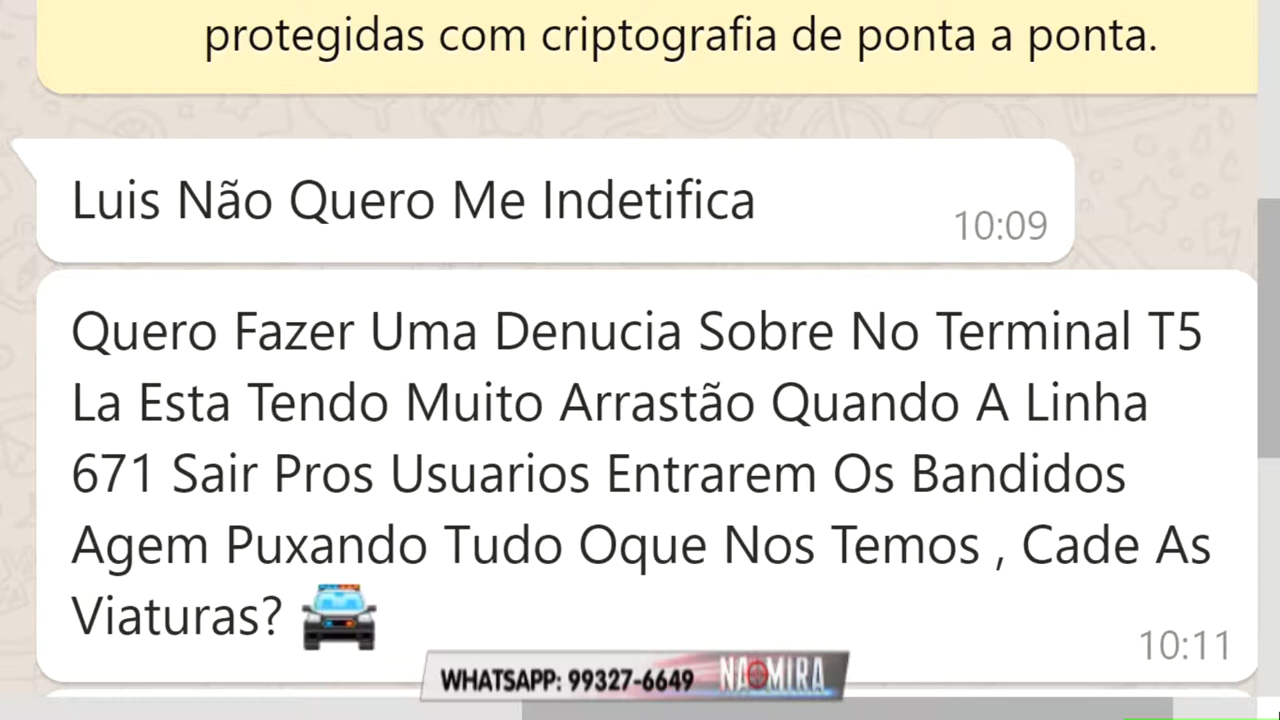 protegidas com criptografia de ponta a ponta.
Luis Não Quero Me Indetifica
10:09
Quero Fazer Uma Denucia Sobre No Terminal T5
La Esta Tendo Muito Arrastão Quando A Linha
671 Sair Pros Usuarios Entrarem Os Bandidos
Agem Puxando Tudo Oque Nos Temos , Cade As
Viaturas? 🚔
10:11
WHATSAPP: 99327-6649 NA MIRA